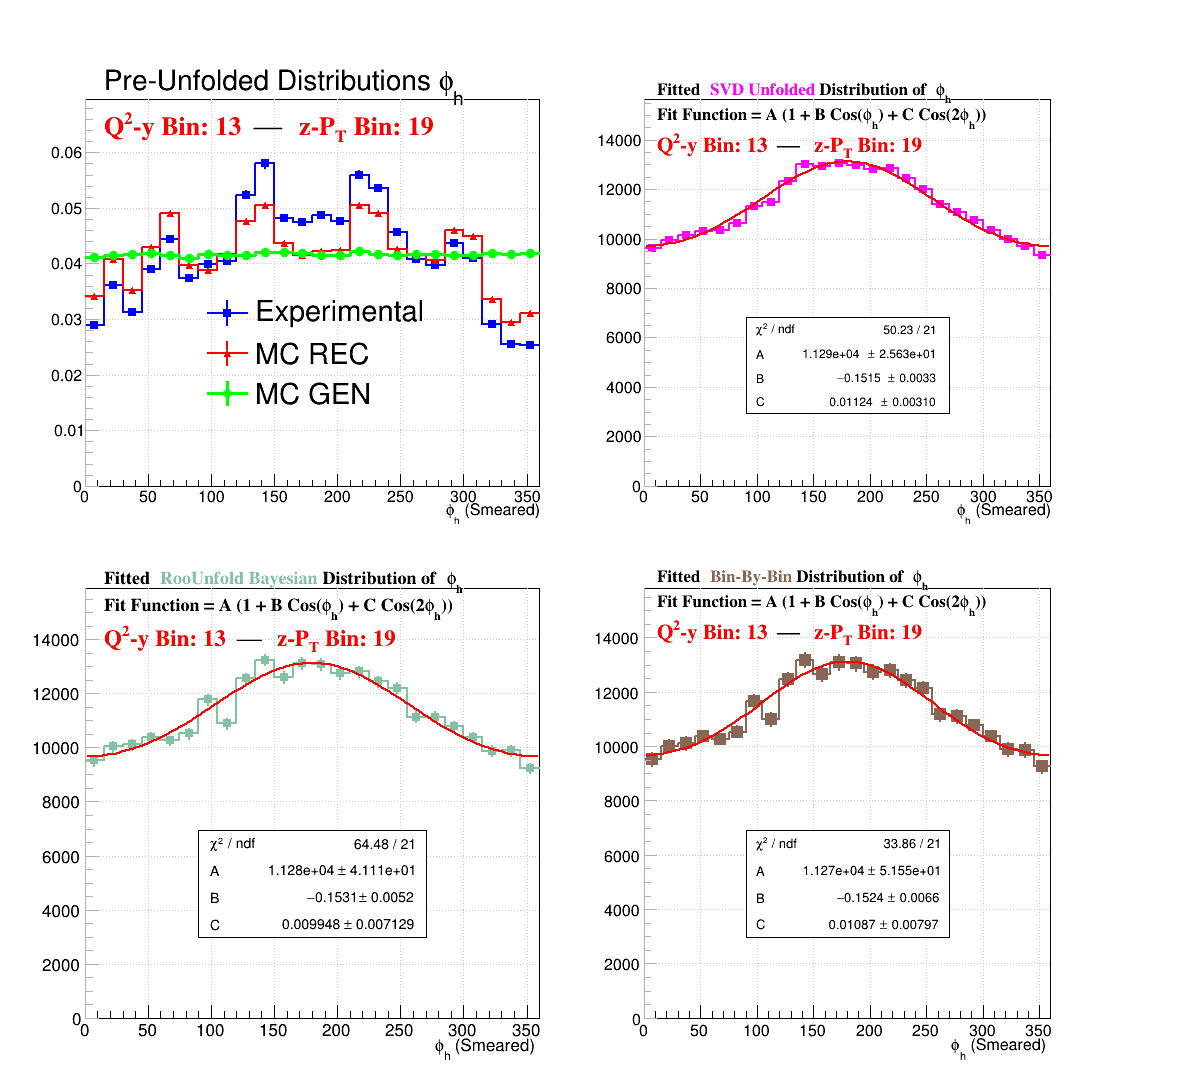 Pre-Unfolded Distributions ϕh
Q²-y Bin: 13 — z-PT Bin: 19
0.06
0.05
0.04
0.03
0.02
0.01
0
Experimental
MC REC
MC GEN
0 50 100 150 200 250 300 350
ϕh (Smeared)
Fitted SVD Unfolded Distribution of ϕh
Fit Function = A (1 + B Cos(ϕh) + C Cos(2ϕh))
Q²-y Bin: 13 — z-PT Bin: 19
14000
12000
10000
8000
6000
4000
2000
0
χ² / ndf 50.23 / 21
A 1.129e+04 ± 2.563e+01
B −0.1515 ± 0.0033
C 0.01124 ± 0.00310
0 50 100 150 200 250 300 350
ϕh (Smeared)
Fitted RooUnfold Bayesian Distribution of ϕh
Fit Function = A (1 + B Cos(ϕh) + C Cos(2ϕh))
Q²-y Bin: 13 — z-PT Bin: 19
14000
12000
10000
8000
6000
4000
2000
0
χ² / ndf 64.48 / 21
A 1.128e+04 ± 4.111e+01
B −0.1531 ± 0.0052
C 0.009948 ± 0.007129
0 50 100 150 200 250 300 350
ϕh (Smeared)
Fitted Bin-By-Bin Distribution of ϕh
Fit Function = A (1 + B Cos(ϕh) + C Cos(2ϕh))
Q²-y Bin: 13 — z-PT Bin: 19
14000
12000
10000
8000
6000
4000
2000
0
χ² / ndf 33.86 / 21
A 1.127e+04 ± 5.155e+01
B −0.1524 ± 0.0066
C 0.01087 ± 0.00797
0 50 100 150 200 250 300 350
ϕh (Smeared)